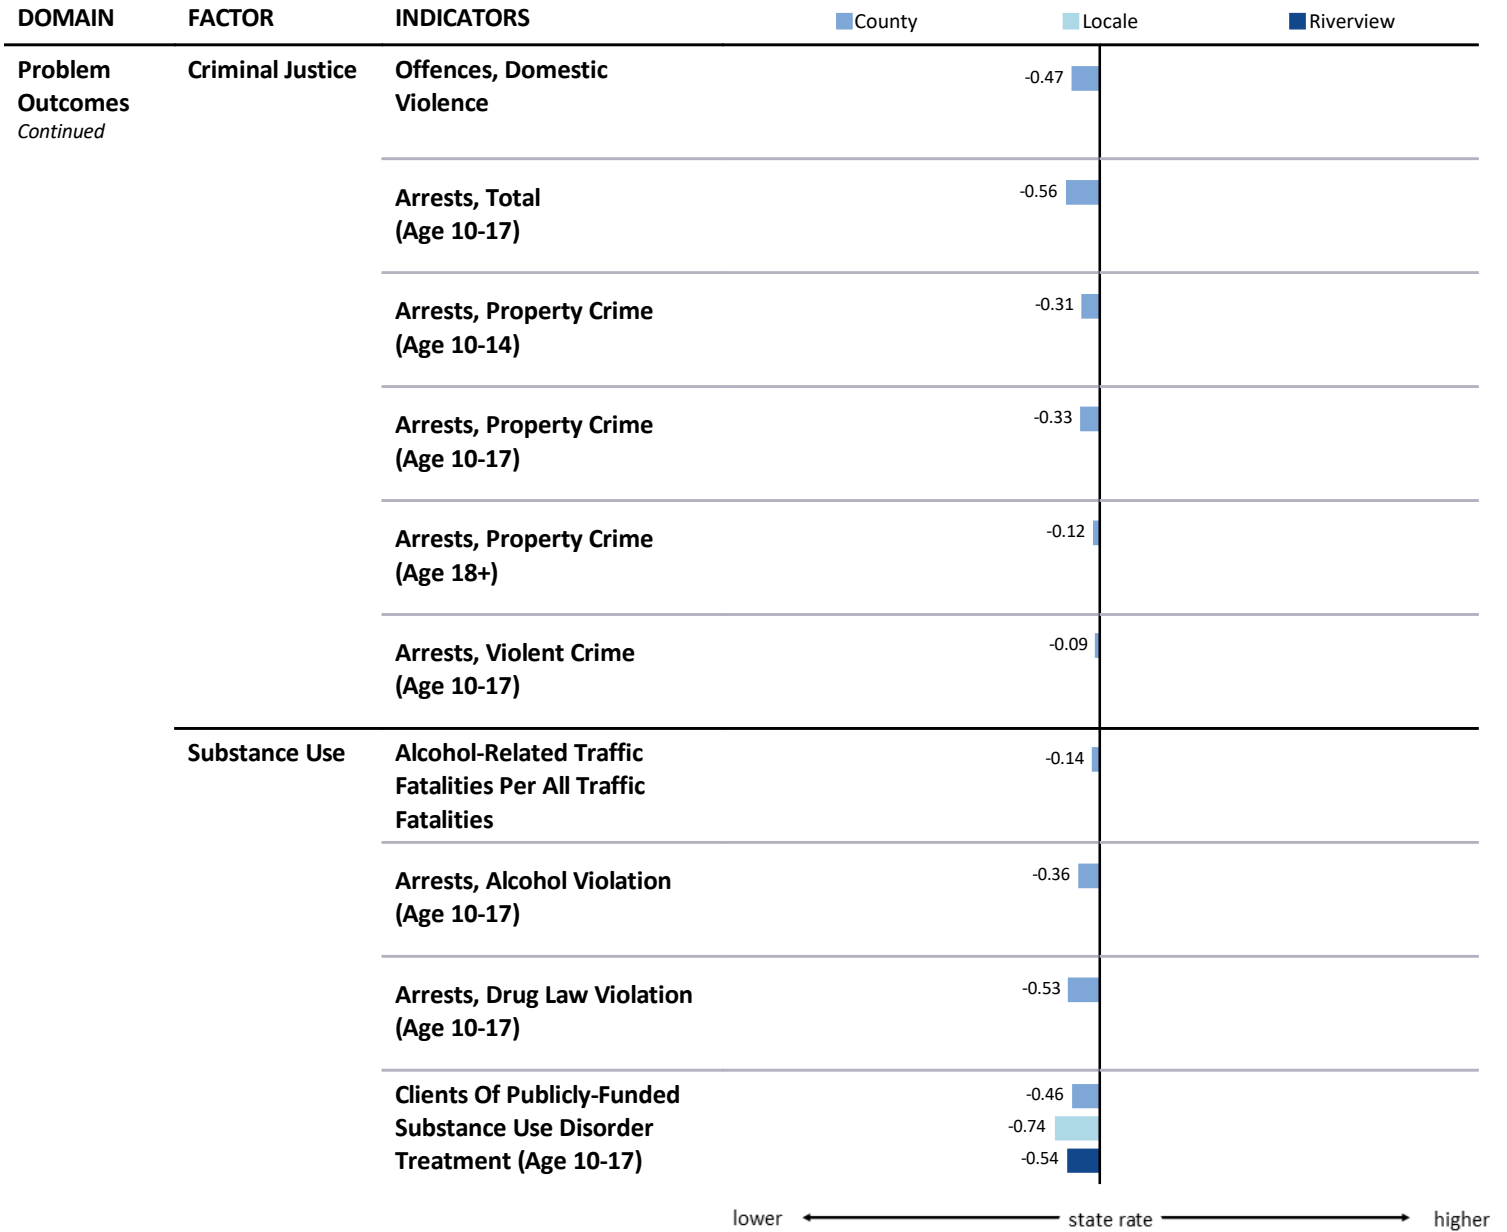 DOMAIN FACTOR INDICATORS County Locale Riverview
Problem Outcomes Continued
Criminal Justice
Offences, Domestic
Violence
-0.47
Arrests, Total
(Age 10-17)
-0.56
Arrests, Property Crime
(Age 10-14)
-0.31
Arrests, Property Crime
(Age 10-17)
-0.33
Arrests, Property Crime
(Age 18+)
-0.12
Arrests, Violent Crime
(Age 10-17)
-0.09
Substance Use
Alcohol-Related Traffic
Fatalities Per All Traffic
Fatalities
-0.14
Arrests, Alcohol Violation
(Age 10-17)
-0.36
Arrests, Drug Law Violation
(Age 10-17)
-0.53
Clients Of Publicly-Funded
Substance Use Disorder
Treatment (Age 10-17)
-0.46
-0.74
-0.54
lower state rate higher